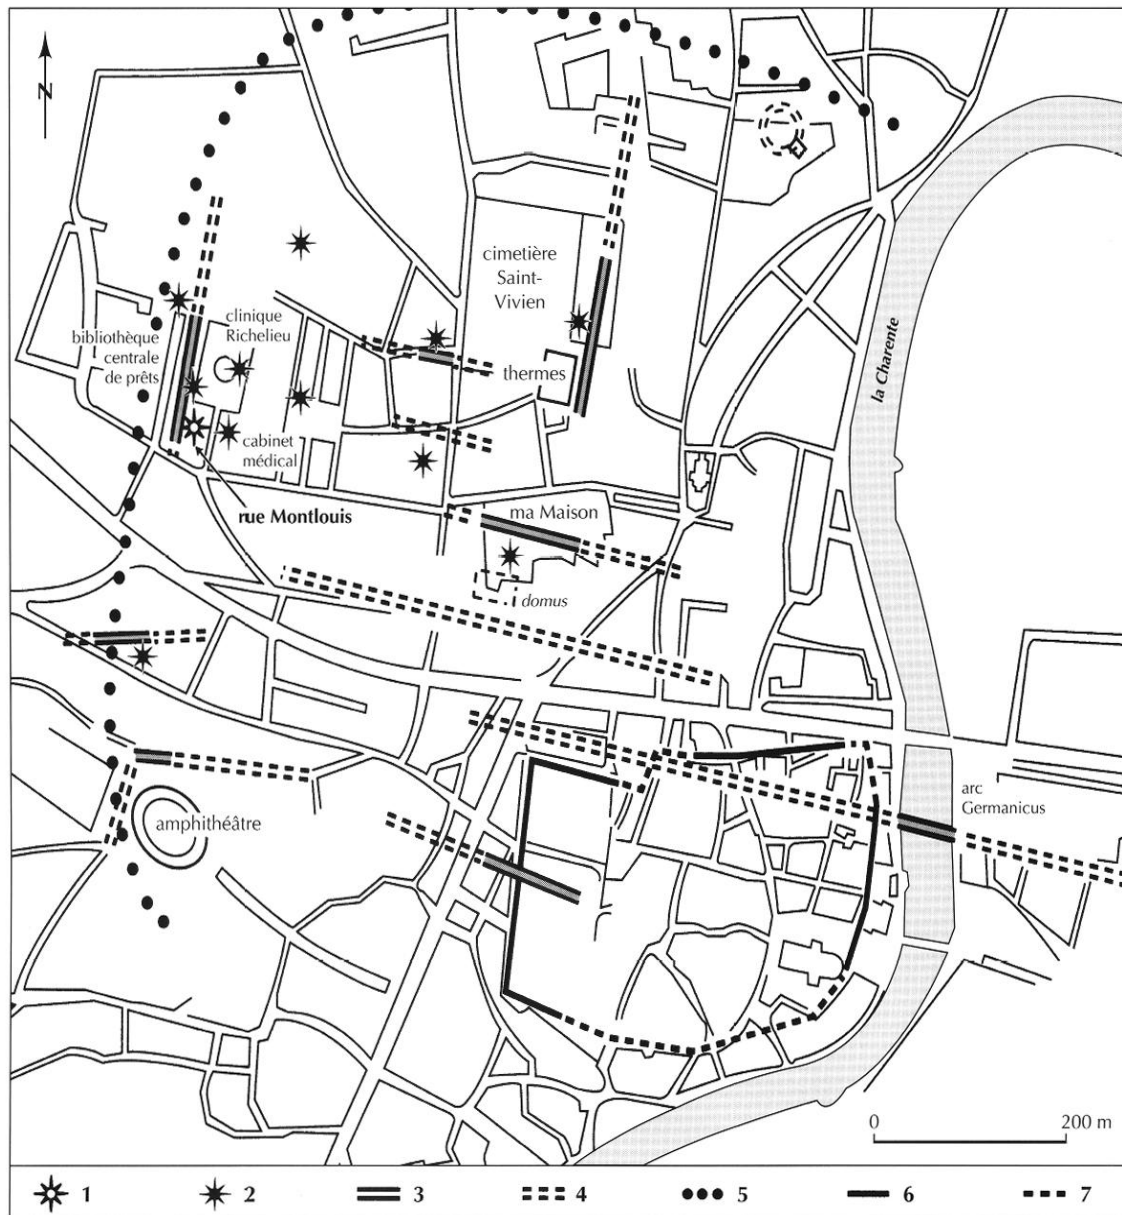 N
cimetière
Saint-
Vivien
clinique
Richelieu
bibliothèque
centrale
de prêts
thermes
cabinet
médical
rue Montlouis
ma Maison
domus
la Charente
arc
Germanicus
amphithéâtre
0 200 m
1 2 3 4 5 6 7